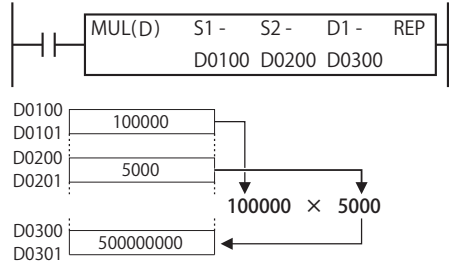 MUL(D) S1 - S2 - D1 - REP
D0100 D0200 D0300
D0100
D0101
100000
D0200
D0201
5000
100000 × 5000
D0300
D0301
500000000